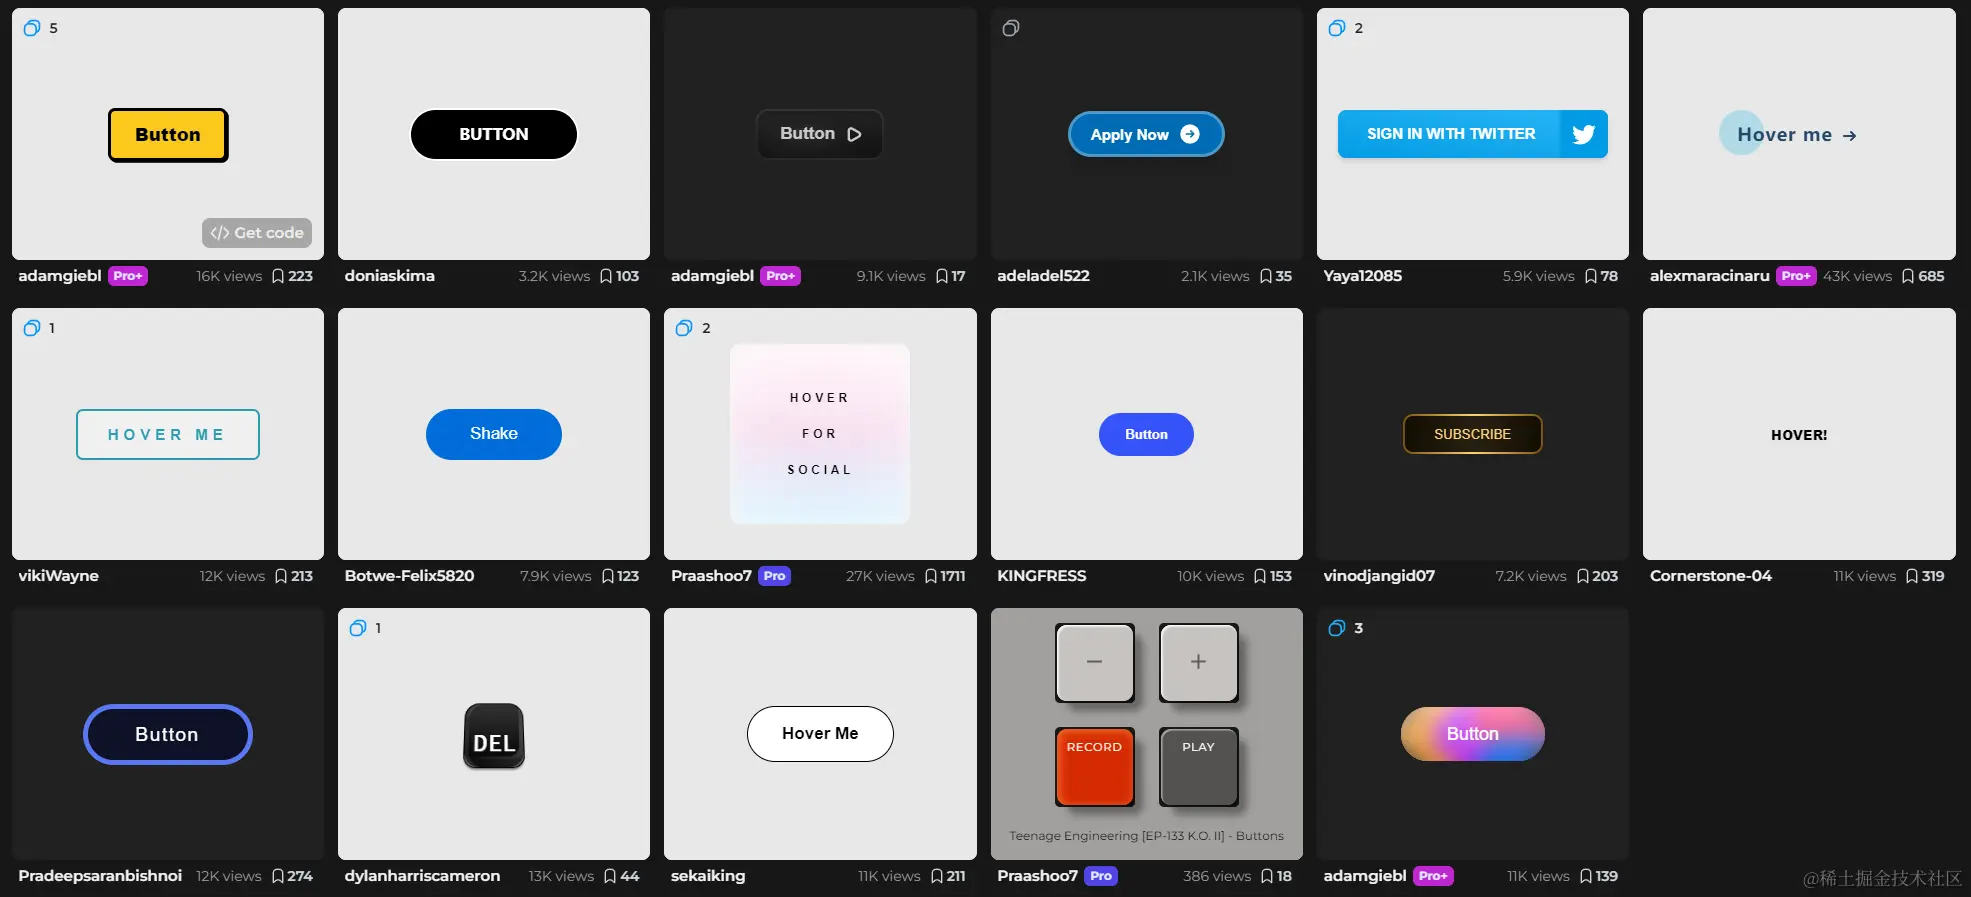 5
Button
</> Get code
adamgiebl Pro+ 16K views 223
BUTTON
doniaskima 3.2K views 103
Button
adamgiebl Pro+ 9.1K views 17
Apply Now
adeladel522 2.1K views 35
2
SIGN IN WITH TWITTER
Yaya12085 5.9K views 78
Hover me →
alexmaracinaru Pro+ 43K views 685
1
HOVER ME
vikiWayne 12K views 213
Shake
Botwe-Felix5820 7.9K views 123
2
HOVER
FOR
SOCIAL
Praashoo7 Pro 27K views 1711
Button
KINGFRESS 10K views 153
SUBSCRIBE
vinodjangid07 7.2K views 203
HOVER!
Cornerstone-04 11K views 319
Button
Pradeepsaranbishnoi 12K views 274
1
DEL
dylanharriscameron 13K views 44
Hover Me
sekaiking 11K views 211
− +
RECORD PLAY
Teenage Engineering [EP-133 K.O. II] - Buttons
Praashoo7 Pro 386 views 18
3
Button
adamgiebl Pro+ 11K views 139
@稀土掘金技术社区